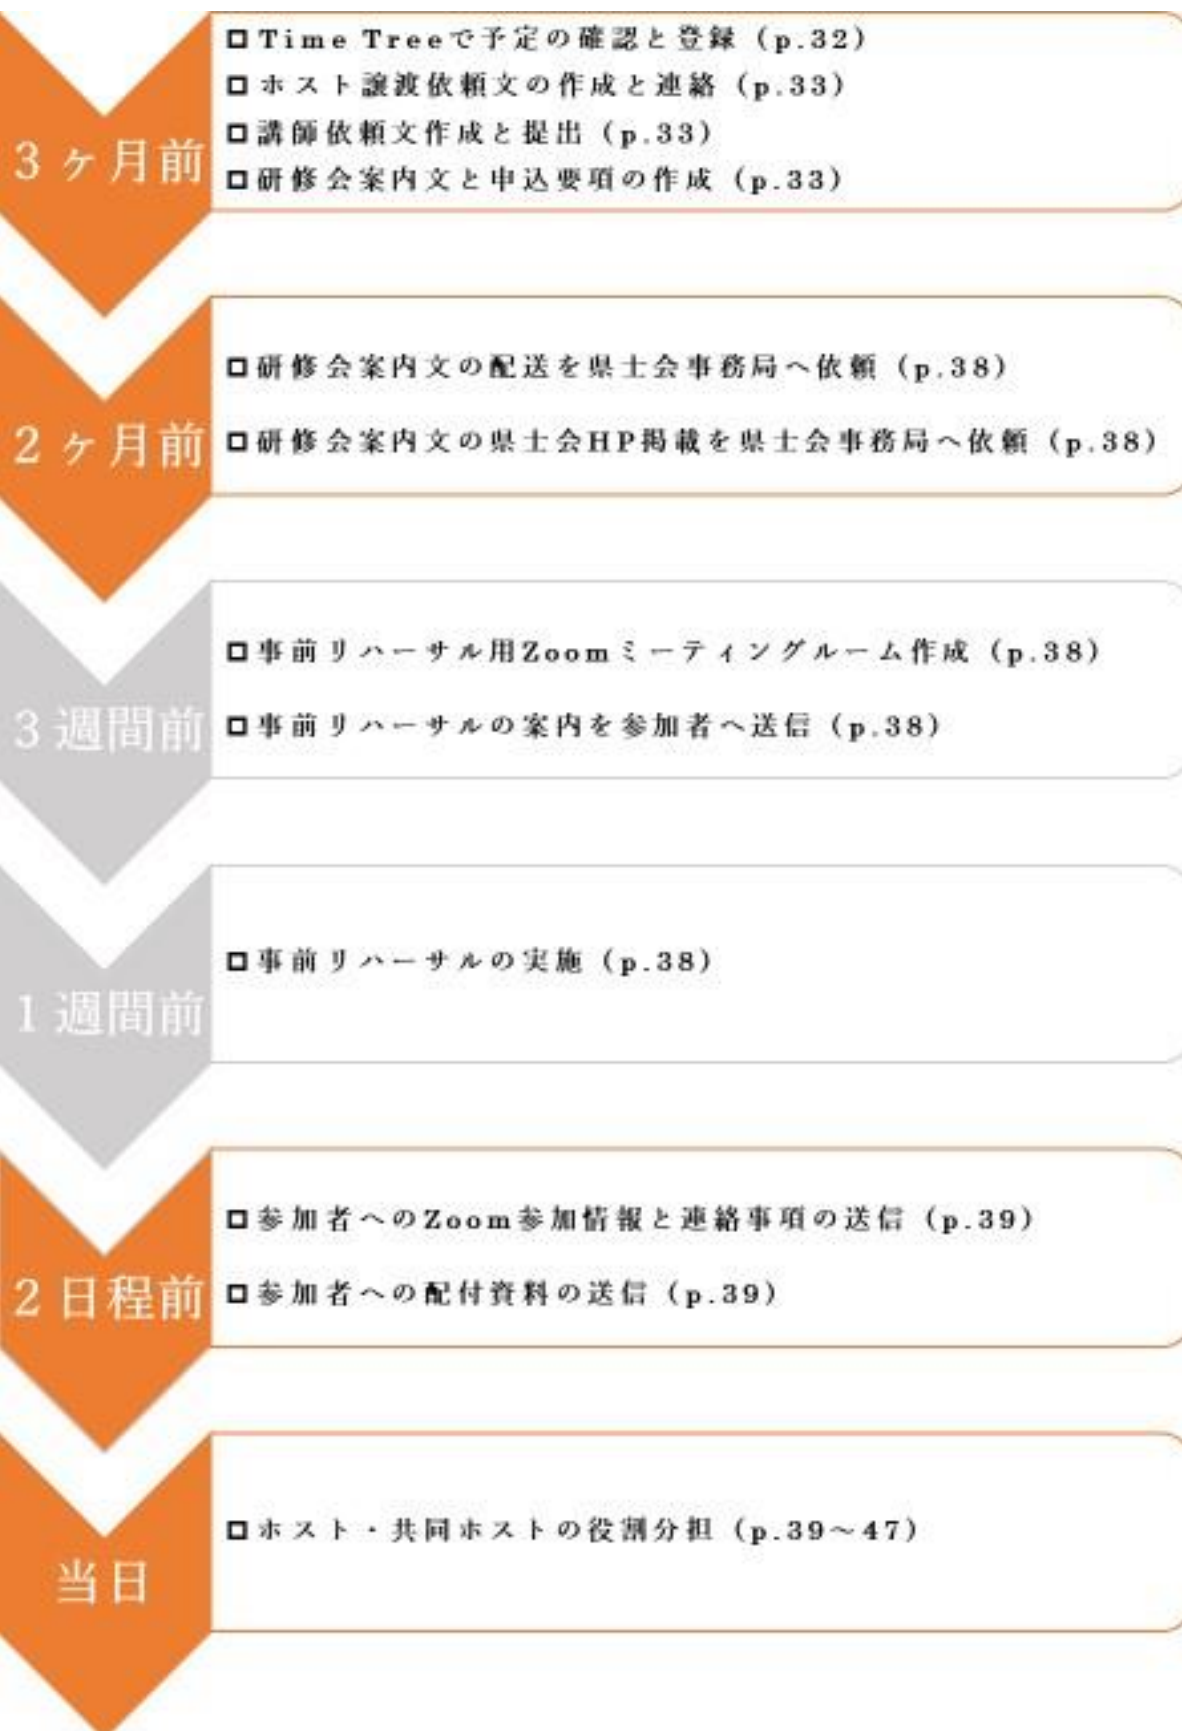 3ヶ月前
□Time Treeで予定の確認と登録（p.32）
□ホスト譲渡依頼文の作成と連絡（p.33）
□講師依頼文作成と提出（p.33）
□研修会案内文と申込要項の作成（p.33）
2ヶ月前
□研修会案内文の配送を県士会事務局へ依頼（p.38）
□研修会案内文の県士会HP掲載を県士会事務局へ依頼（p.38）
3週間前
□事前リハーサル用Zoomミーティングルーム作成（p.38）
□事前リハーサルの案内を参加者へ送信（p.38）
1週間前
□事前リハーサルの実施（p.38）
2日程前
□参加者へのZoom参加情報と連絡事項の送信（p.39）
□参加者への配付資料の送信（p.39）
当日
□ホスト・共同ホストの役割分担（p.39～47）